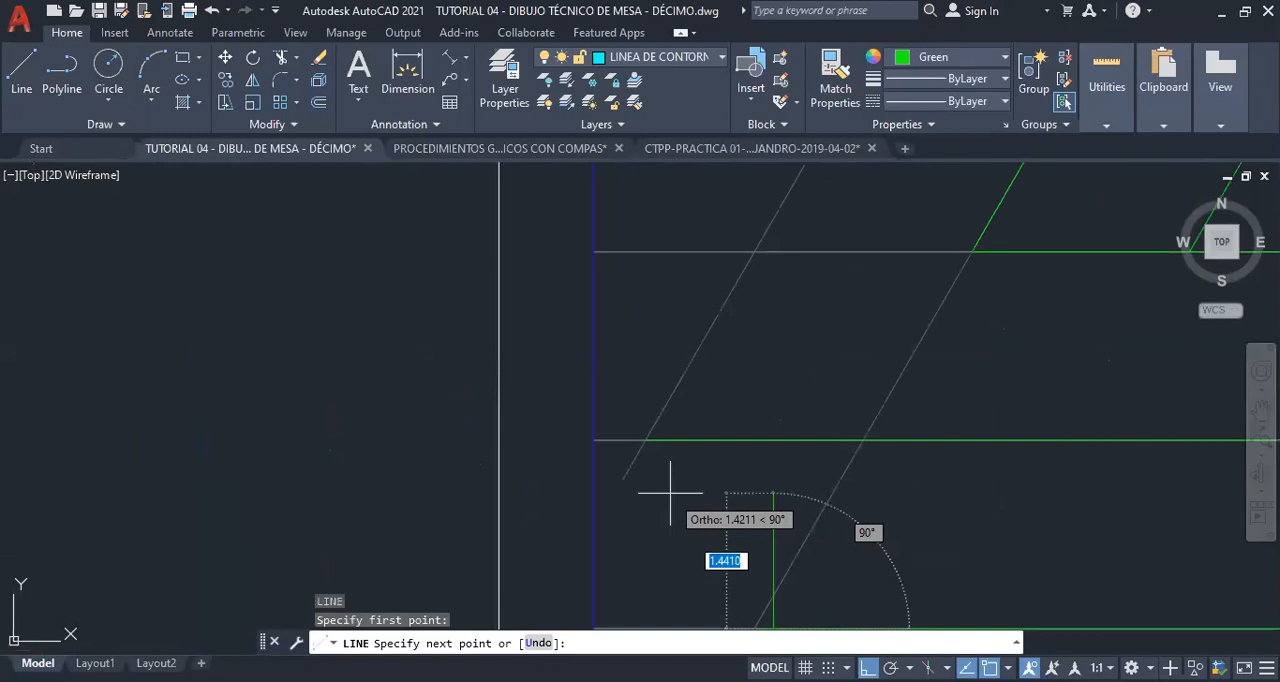 Autodesk AutoCAD 2021 TUTORIAL 04 - DIBUJO TÉCNICO DE MESA - DÉCIMO.dwg Type a keyword or phrase Sign In
Home Insert Annotate Parametric View Manage Output Add-ins Collaborate Featured Apps
LINEA DE CONTORN Green
ByLayer
ByLayer
Line Polyline Circle Arc Text Dimension Layer Properties Insert Match Properties Group Utilities Clipboard View
Draw Modify Annotation Layers Block Properties Groups
Start TUTORIAL 04 - DIBU... DE MESA - DÉCIMO* PROCEDIMIENTOS G...ICOS CON COMPAS* CTPP-PRACTICA 01-...JANDRO-2019-04-02*
[−][Top][2D Wireframe]
N
W TOP E
S
WCS
Ortho: 1.4211 < 90°
90°
1.4410
Y
X
LINE
Specify first point:
LINE Specify next point or [Undo]:
Model Layout1 Layout2 MODEL 1:1